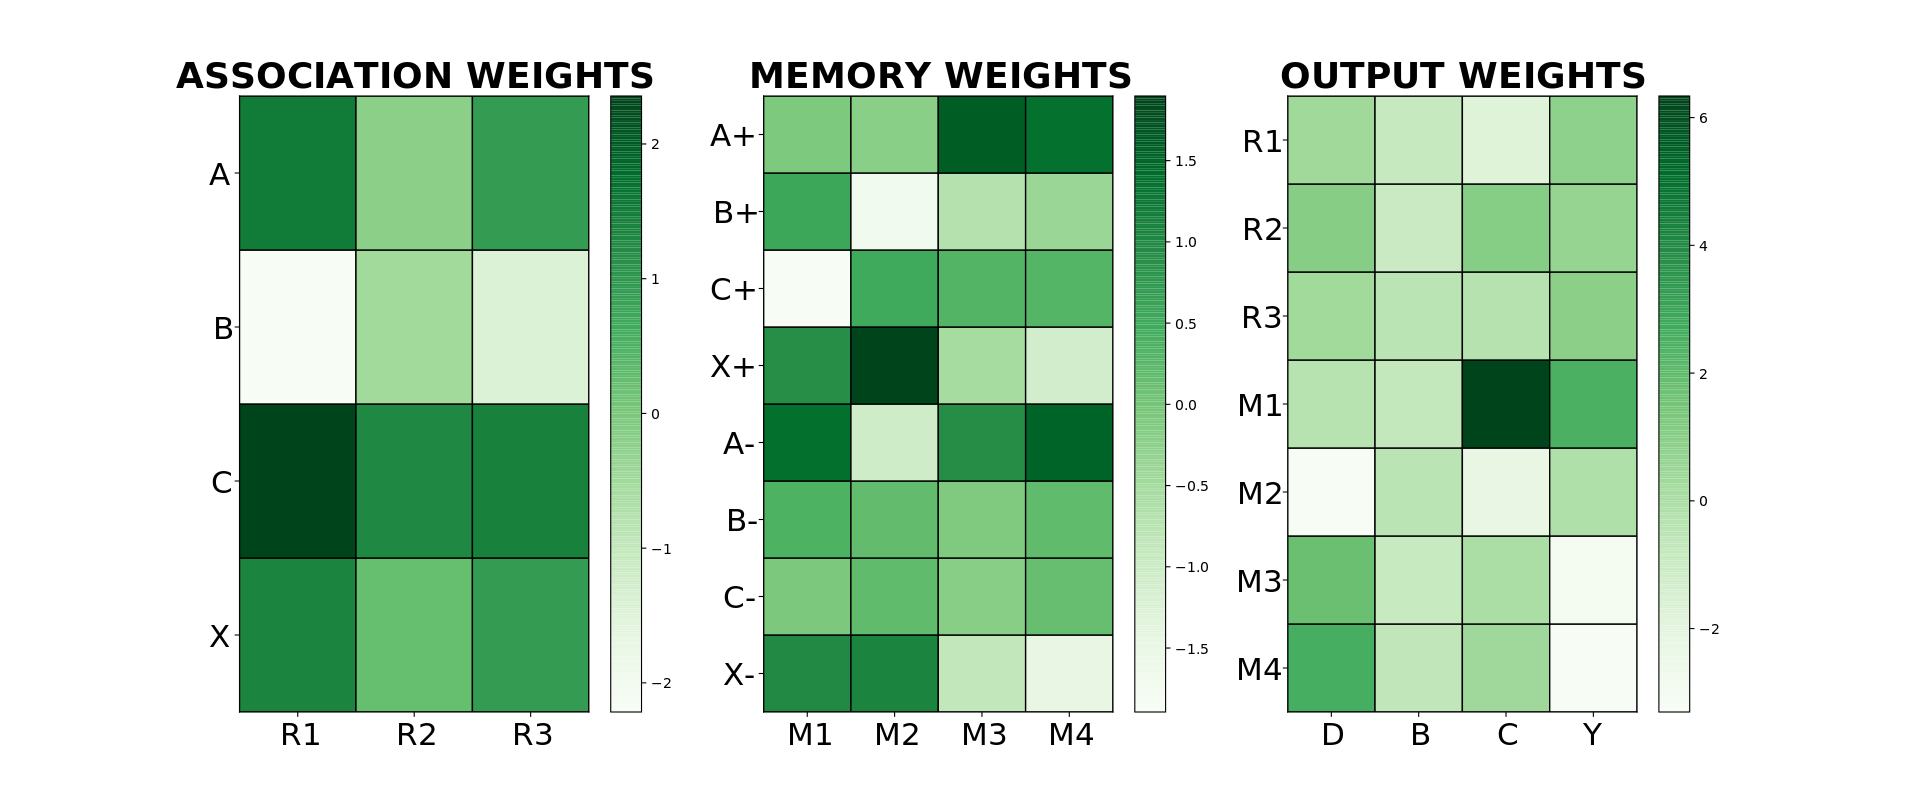 ASSOCIATION WEIGHTS
A
B
C
X
R1 R2 R3
2
1
0
−1
−2
MEMORY WEIGHTS
A+
B+
C+
X+
A-
B-
C-
X-
M1 M2 M3 M4
1.5
1.0
0.5
0.0
−0.5
−1.0
−1.5
OUTPUT WEIGHTS
R1
R2
R3
M1
M2
M3
M4
D B C Y
6
4
2
0
−2